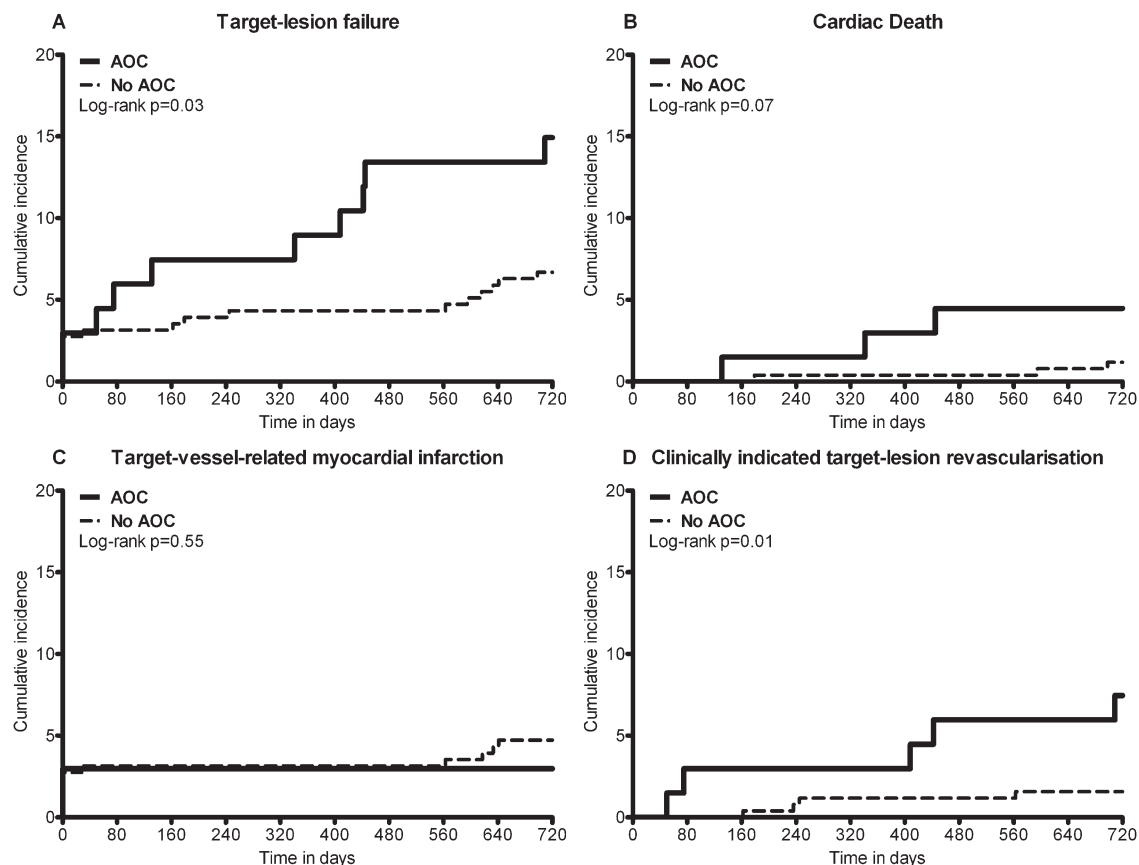 A Target-lesion failure
20
15
10
5
0
Cumulative incidence
AOC
No AOC
Log-rank p=0.03
0 80 160 240 320 400 480 560 640 720
Time in days
B Cardiac Death
20
15
10
5
0
Cumulative incidence
AOC
No AOC
Log-rank p=0.07
0 80 160 240 320 400 480 560 640 720
Time in days
C Target-vessel-related myocardial infarction
20
15
10
5
0
Cumulative incidence
AOC
No AOC
Log-rank p=0.55
0 80 160 240 320 400 480 560 640 720
Time in days
D Clinically indicated target-lesion revascularisation
20
15
10
5
0
Cumulative incidence
AOC
No AOC
Log-rank p=0.01
0 80 160 240 320 400 480 560 640 720
Time in days